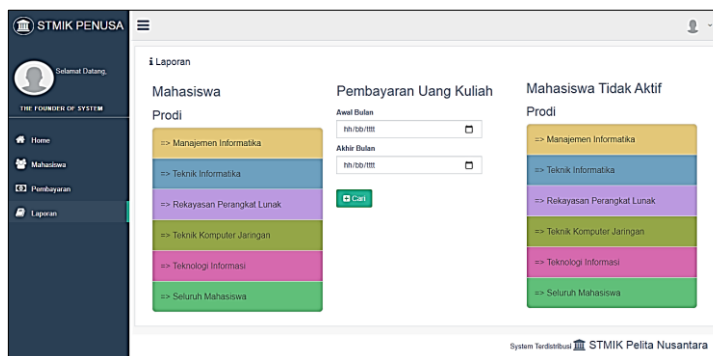 STMIK PENUSA
Selamat Datang,
THE FOUNDER OF SYSTEM
Home
Mahasiswa
Pembayaran
Laporan
i Laporan
Mahasiswa
Prodi
=> Manajemen Informatika
=> Teknik Informatika
=> Rekayasan Perangkat Lunak
=> Teknik Komputer Jaringan
=> Teknologi Informasi
=> Seluruh Mahasiswa
Pembayaran Uang Kuliah
Awal Bulan
hh/bb/tttt
Akhir Bulan
hh/bb/tttt
Cari
Mahasiswa Tidak Aktif
Prodi
=> Manajemen Informatika
=> Teknik Informatika
=> Rekayasan Perangkat Lunak
=> Teknik Komputer Jaringan
=> Teknologi Informasi
=> Seluruh Mahasiswa
System Terdistribusi STMIK Pelita Nusantara